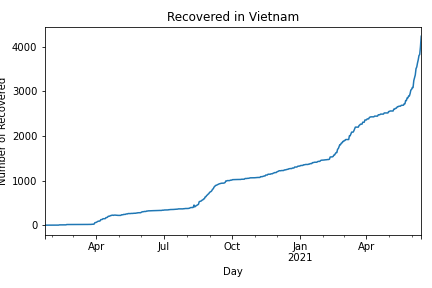 Recovered in Vietnam
Number of Recovered
4000
3000
2000
1000
0
Apr
Jul
Oct
Jan
2021
Apr
Day